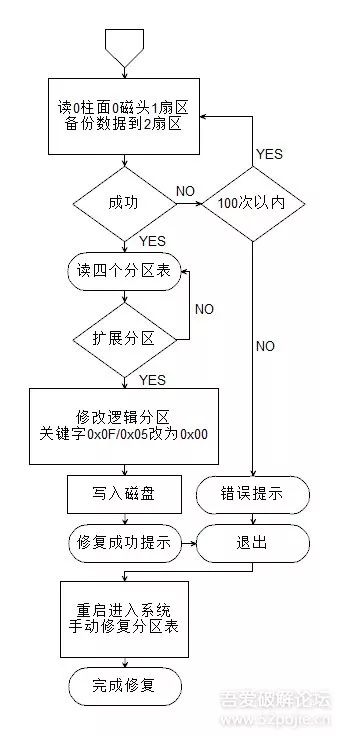 读0柱面0磁头1扇区
备份数据到2扇区
YES
成功
NO
100次以内
YES
读四个分区表
NO
扩展分区
NO
YES
修改逻辑分区
关键字0x0F/0x05改为0x00
写入磁盘
错误提示
修复成功提示
退出
重启进入系统
手动修复分区表
完成修复
吾爱破解论坛
www.52pojie.cn